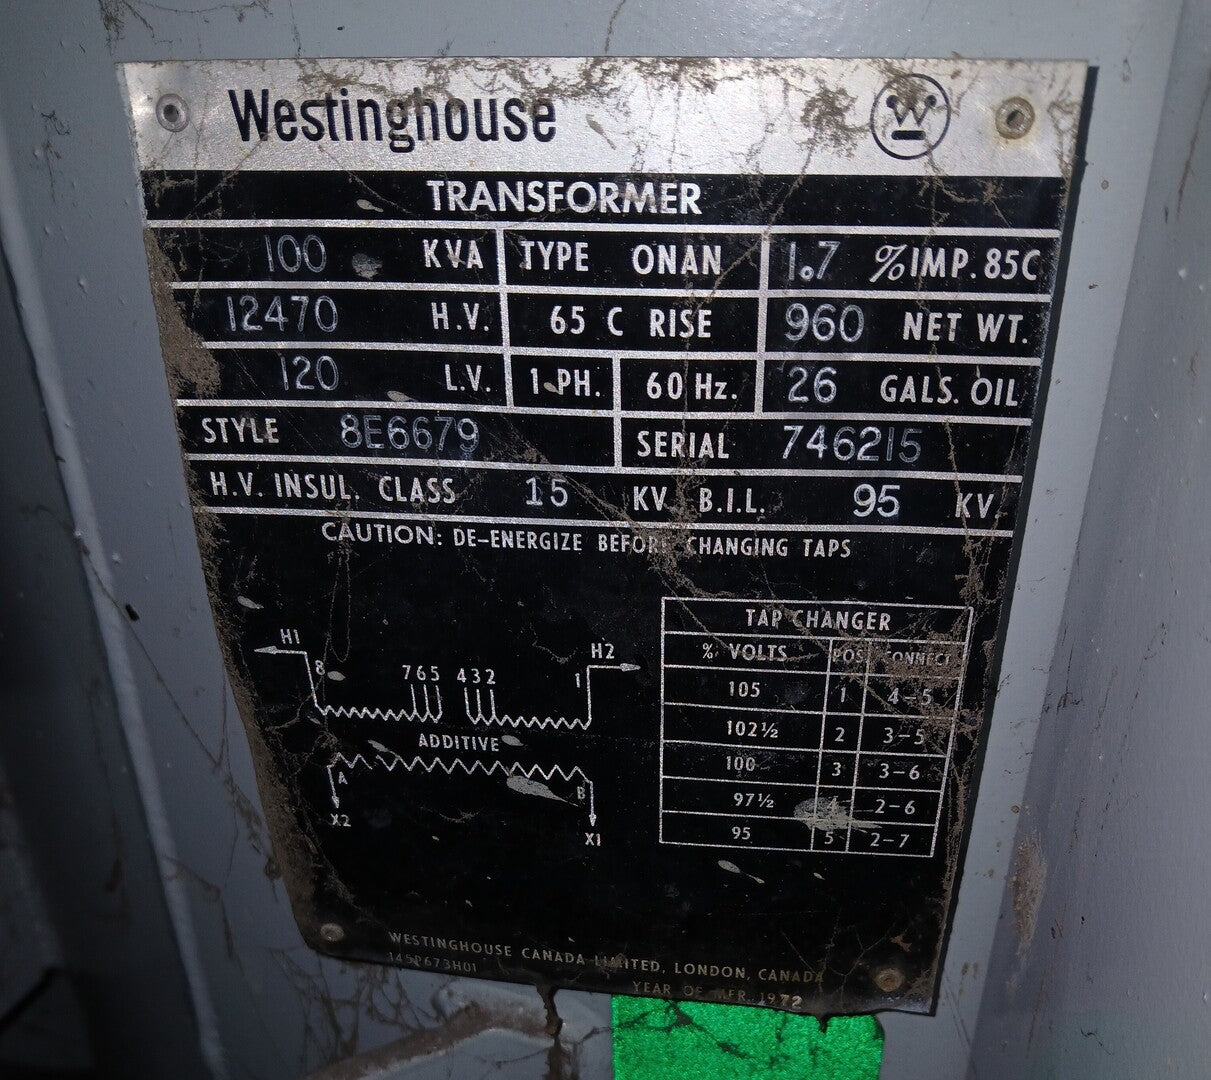 Westinghouse
TRANSFORMER
100 KVA TYPE ONAN 1.7 % IMP. 85C
12470 H.V. 65 C RISE 960 NET WT.
120 L.V. 1-PH. 60 Hz. 26 GALS. OIL
STYLE 8E6679 SERIAL 746215
H.V. INSUL. CLASS 15 KV B.I.L. 95 KV.
CAUTION: DE-ENERGIZE BEFORE CHANGING TAPS
H1 H2
8 765 432 1
ADDITIVE
A B
X2 X1
TAP CHANGER
% VOLTS POS CONNECT
105 1 4-5
102½ 2 3-5
100 3 3-6
97½ 4 2-6
95 5 2-7
WESTINGHOUSE CANADA LIMITED, LONDON, CANADA
145P673H01
YEAR OF MFR 1972